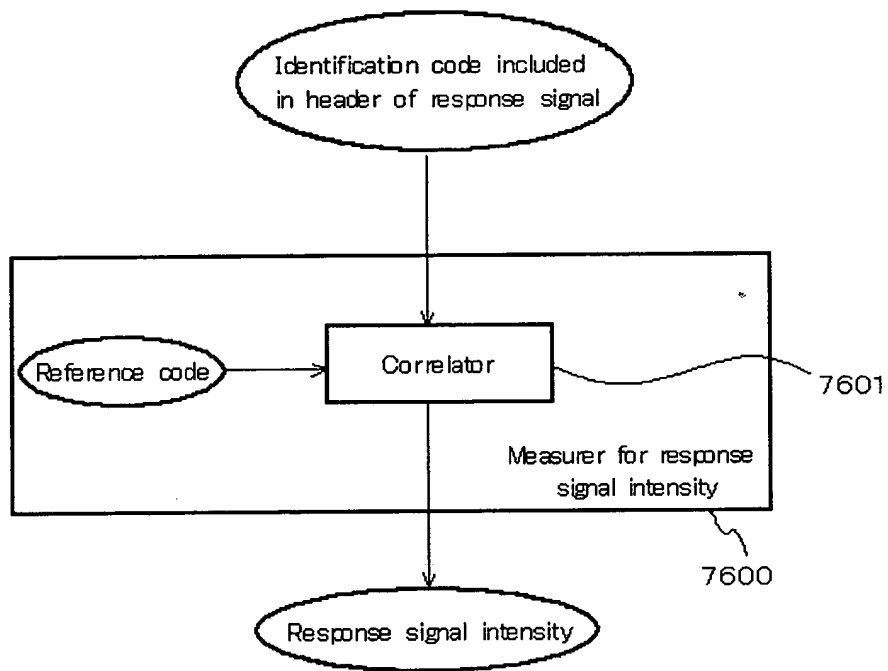 Identification code included
in header of response signal
Reference code
Correlator
7601
Measurer for response
signal intensity
7600
Response signal intensity